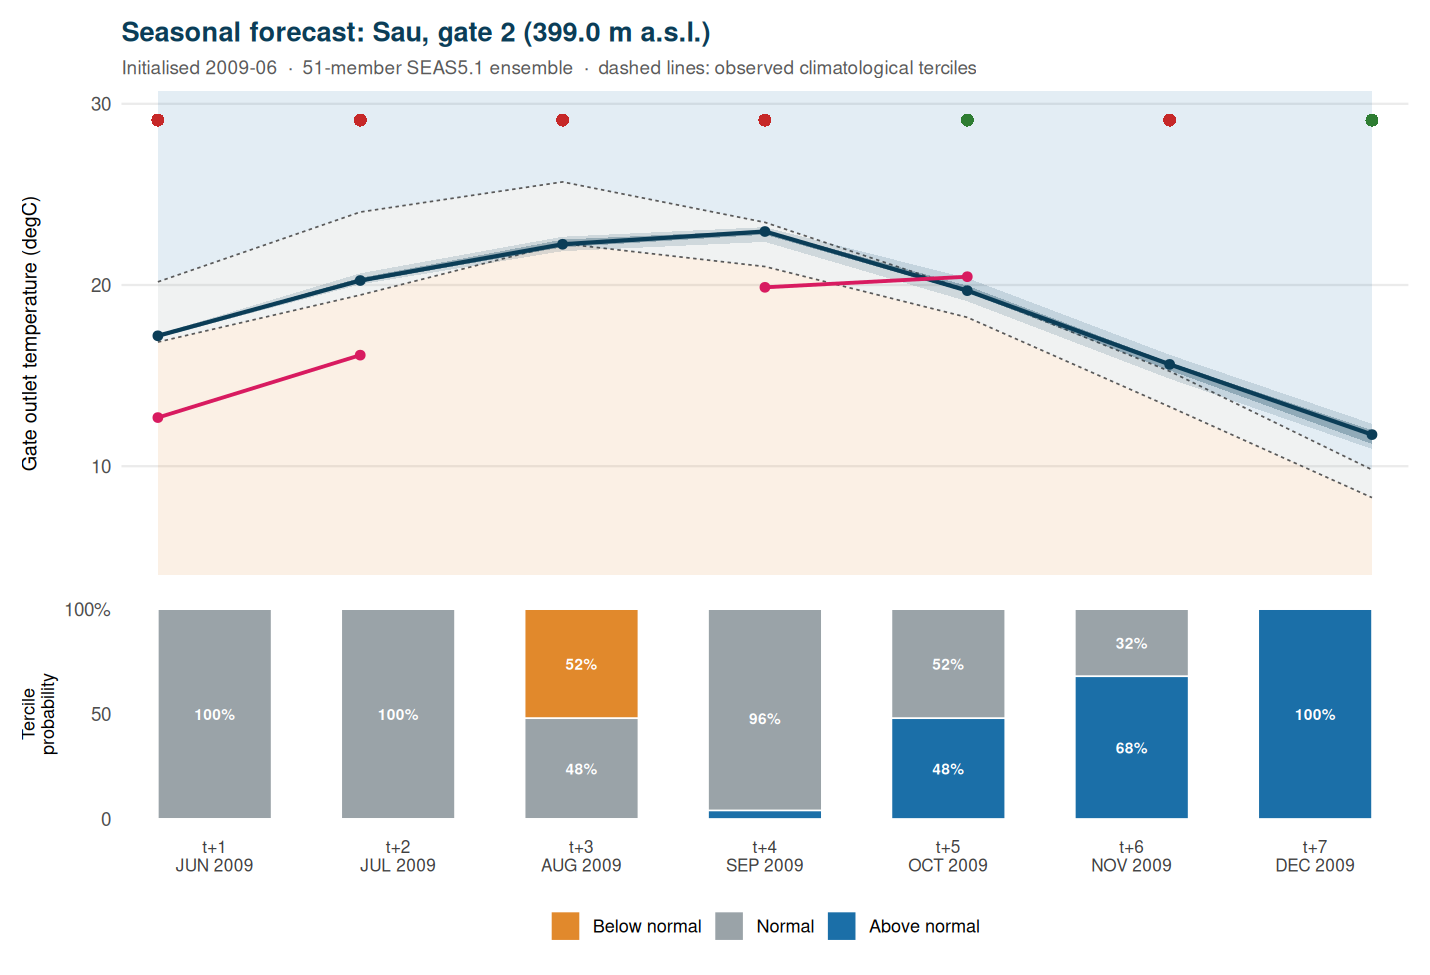 Seasonal forecast: Sau, gate 2 (399.0 m a.s.l.)
Initialised 2009-06 · 51-member SEAS5.1 ensemble · dashed lines: observed climatological terciles
Gate outlet temperature (degC)
30
20
10
Tercile
probability
100%
50
0
100%
100%
52%
48%
96%
52%
48%
32%
68%
100%
t+1
JUN 2009
t+2
JUL 2009
t+3
AUG 2009
t+4
SEP 2009
t+5
OCT 2009
t+6
NOV 2009
t+7
DEC 2009
Below normal
Normal
Above normal